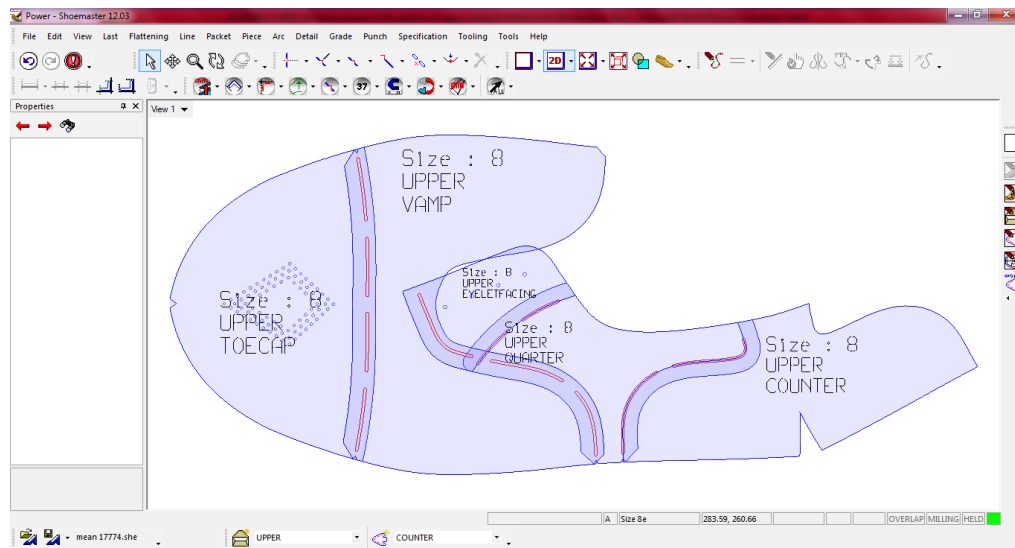 Power - Shoemaster 12.03
File Edit View Last Flattening Line Packet Piece Arc Detail Grade Punch Specification Tooling Tools Help
2D
37
Properties
View 1
Size : 8
UPPER
VAMP
Size : 8
UPPER
EYELETFACING
Size : 8
UPPER
TOECAP
Size : 8
UPPER
QUARTER
Size : 8
UPPER
COUNTER
A Size 8e 283.59, 260.66 OVERLAP MILLING HELD
mean 17774.she UPPER COUNTER